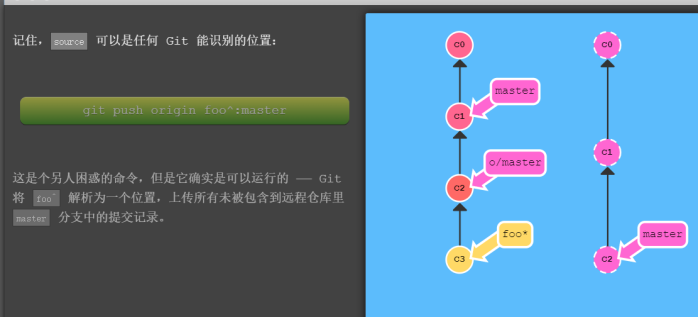 记住，source 可以是任何 Git 能识别的位置：
git push origin foo^:master
这是个另人困惑的命令，但是它确实是可以运行的 —— Git
将 foo^ 解析为一个位置，上传所有未被包含到远程仓库里
master 分支中的提交记录。
c0
c0
master
c1
c1
o/master
c2
foo*
master
c3
c2